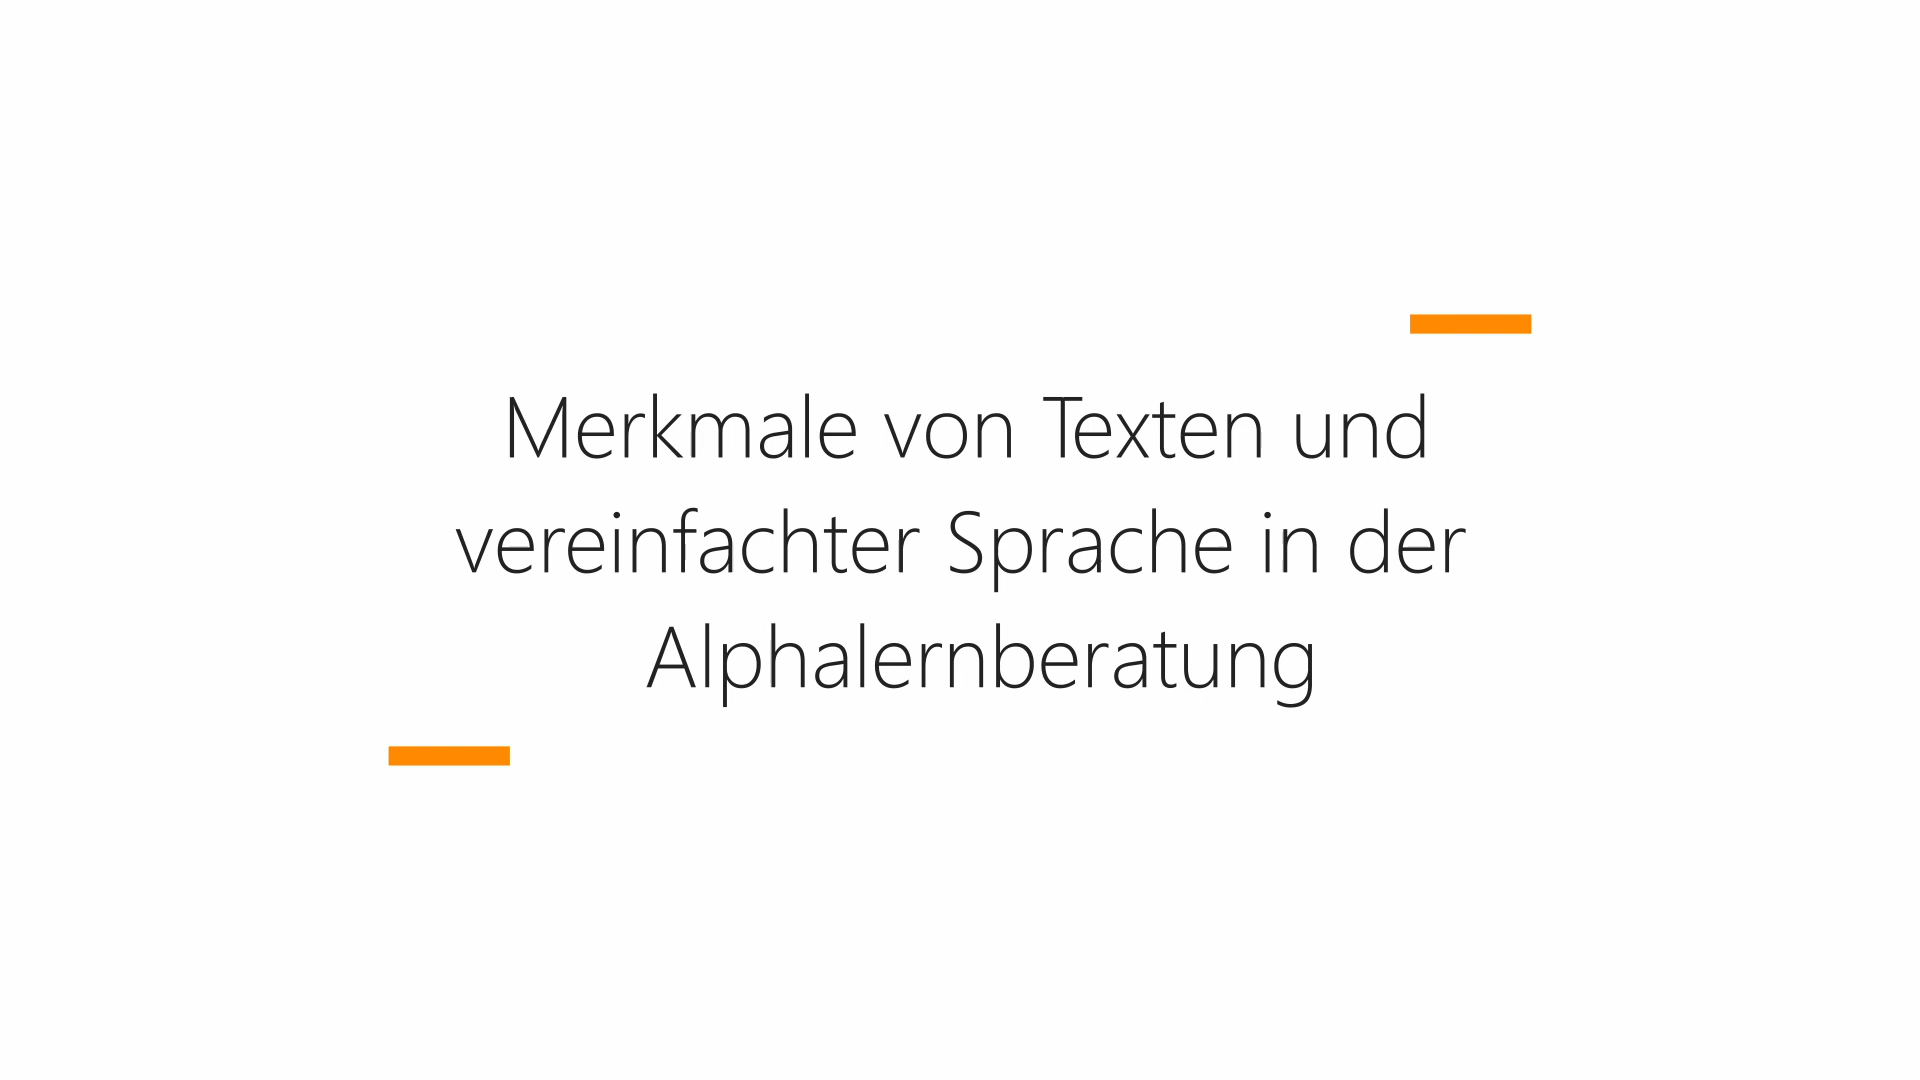 Merkmale von Texten und
vereinfachter Sprache in der
Alphalernberatung